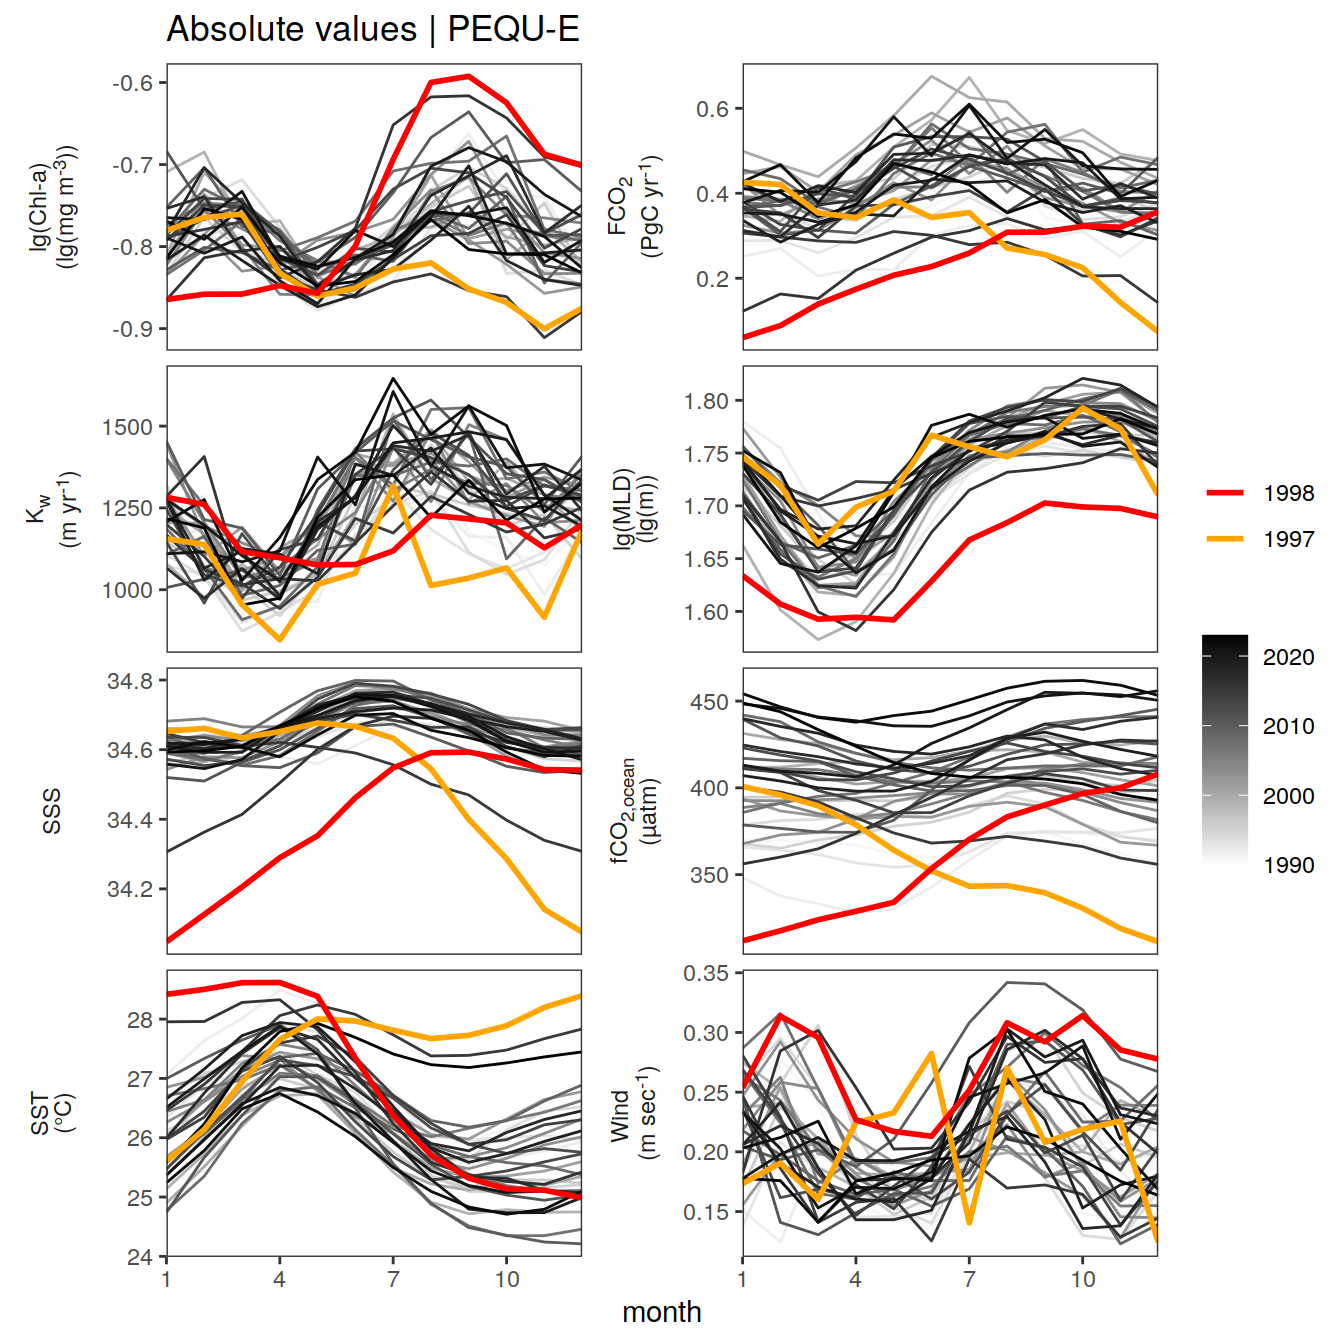 Absolute values | PEQU-E
lg(Chl-a)
(lg(mg m⁻³))
-0.6
-0.7
-0.8
-0.9
FCO₂
(PgC yr⁻¹)
0.6
0.4
0.2
K_w
(m yr⁻¹)
1500
1250
1000
lg(MLD)
(lg(m))
1.80
1.75
1.70
1.65
1.60
SSS
34.8
34.6
34.4
34.2
fCO₂,ocean
(µatm)
450
400
350
SST
(°C)
28
27
26
25
24
1 4 7 10
Wind
(m sec⁻¹)
0.35
0.30
0.25
0.20
0.15
1 4 7 10
month
1998
1997
2020
2010
2000
1990